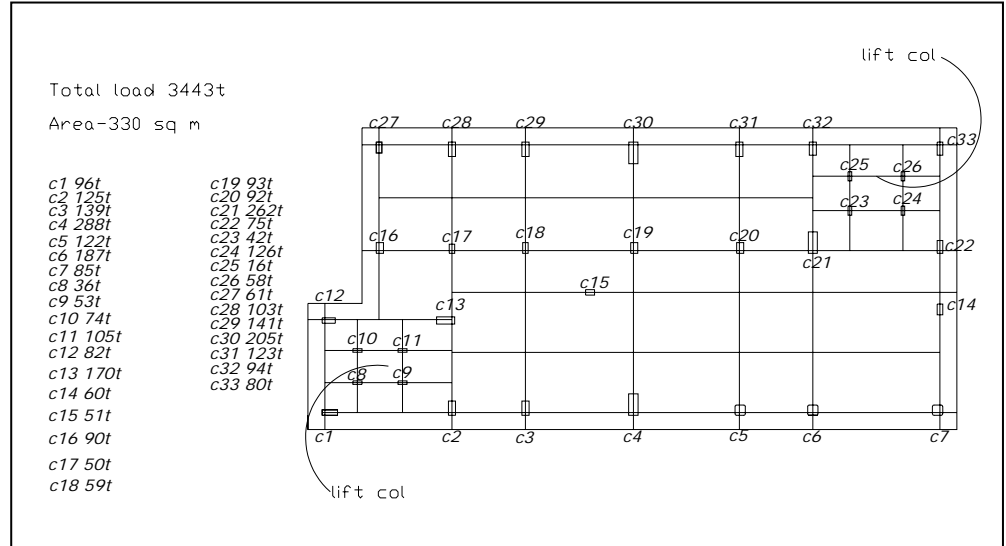 Total load 3443t
Area-330 sq m
c1 96t
c2 125t
c3 139t
c4 288t
c5 122t
c6 187t
c7 85t
c8 36t
c9 53t
c10 74t
c11 105t
c12 82t
c13 170t
c14 60t
c15 51t
c16 90t
c17 50t
c18 59t
c19 93t
c20 92t
c21 262t
c22 75t
c23 42t
c24 126t
c25 16t
c26 58t
c27 61t
c28 103t
c29 141t
c30 205t
c31 123t
c32 94t
c33 80t
lift col
c27 c28 c29 c30 c31 c32
c33
c25 c26
c23 c24
c16 c17 c18 c19 c20 c21 c22
c15
c12 c13 c14
c10 c11
c8 c9
c1 c2 c3 c4 c5 c6 c7
lift col